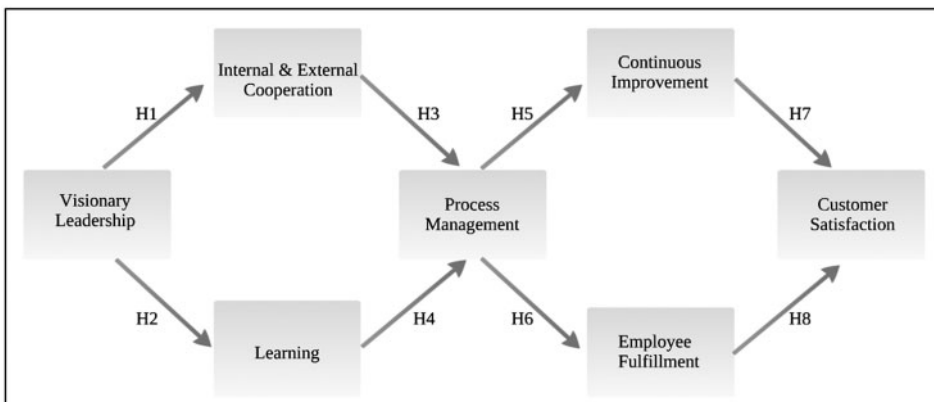 Internal & External
Cooperation
Continuous
Improvement
H1
H3
H5
H7
Visionary
Leadership
Process
Management
Customer
Satisfaction
H2
H4
H6
H8
Learning
Employee
Fulfillment